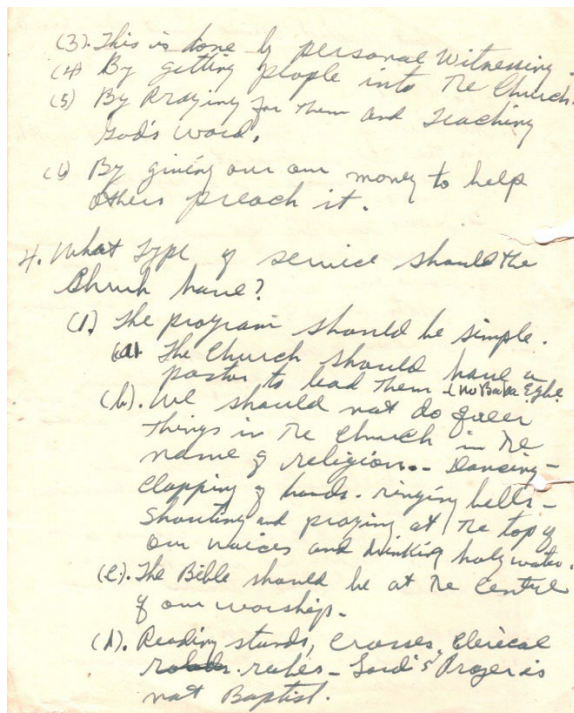 (3). This is done by personal Witnessing.
(4) By getting people into The Church.
(5) By Praying for them and Teaching
God's word.
(6) By giving our our money to help
others preach it.
4. What Type of service should the
Church have?
(1) The program should be simple.
(a) The Church should have a
pastor to lead them & no Baba Egbe
(b). We should not do queer
things in The Church in The
name of religion.- Dancing-
Clapping of hands. ringing bells-
Shouting and praying at The top of
our voices and drinking holy water.
(C). The Bible should be at The Centre
of our worship.
(d). Reading stands, Crosses, Clerical
robes - Lord's Prayer is
not Baptist.